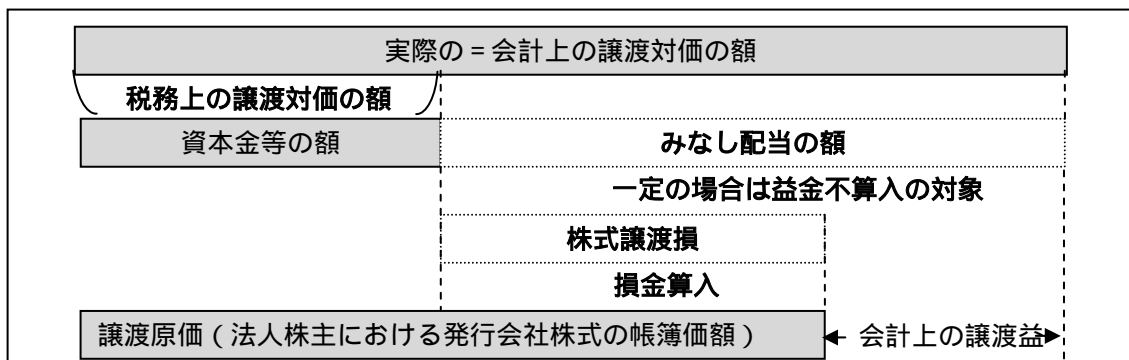 実際の = 会計上の譲渡対価の額
税務上の譲渡対価の額
資本金等の額
みなし配当の額
一定の場合は益金不算入の対象
株式譲渡損
損金算入
譲渡原価（法人株主における発行会社株式の帳簿価額）
会計上の譲渡益